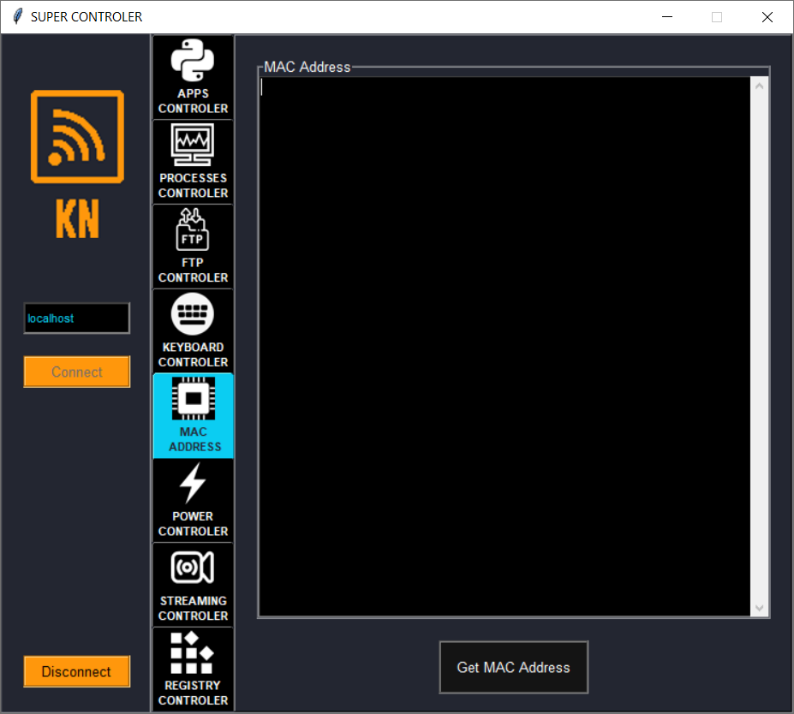 SUPER CONTROLER
KN
localhost
Connect
Disconnect
APPS
CONTROLER
PROCESSES
CONTROLER
FTP
FTP
CONTROLER
KEYBOARD
CONTROLER
MAC
ADDRESS
POWER
CONTROLER
STREAMING
CONTROLER
REGISTRY
CONTROLER
MAC Address
Get MAC Address